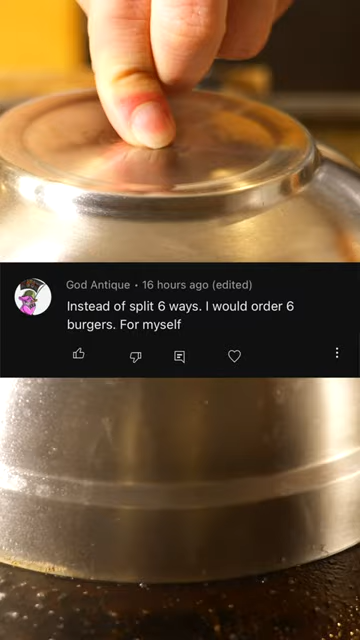 God Antique • 16 hours ago (edited)
Instead of split 6 ways. I would order 6
burgers. For myself